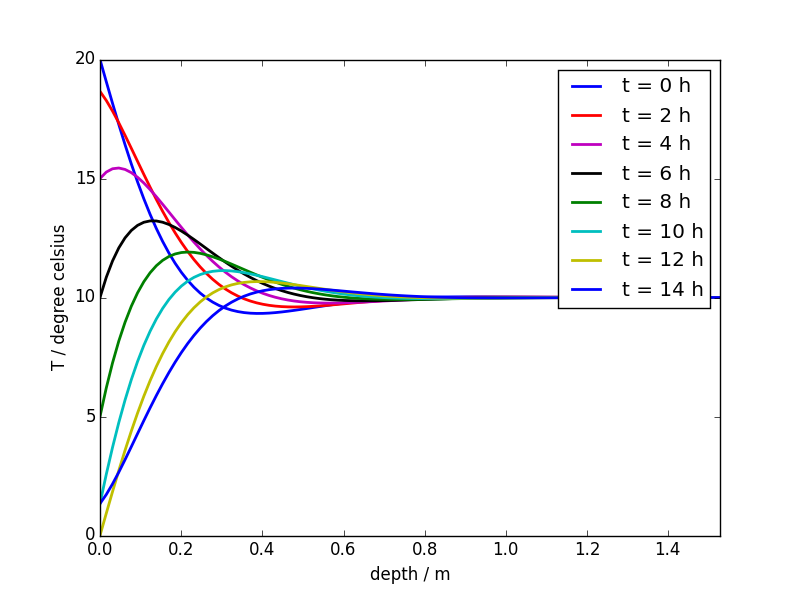 20
15
10
5
0
T / degree celsius
t = 0 h
t = 2 h
t = 4 h
t = 6 h
t = 8 h
t = 10 h
t = 12 h
t = 14 h
0.0 0.2 0.4 0.6 0.8 1.0 1.2 1.4
depth / m